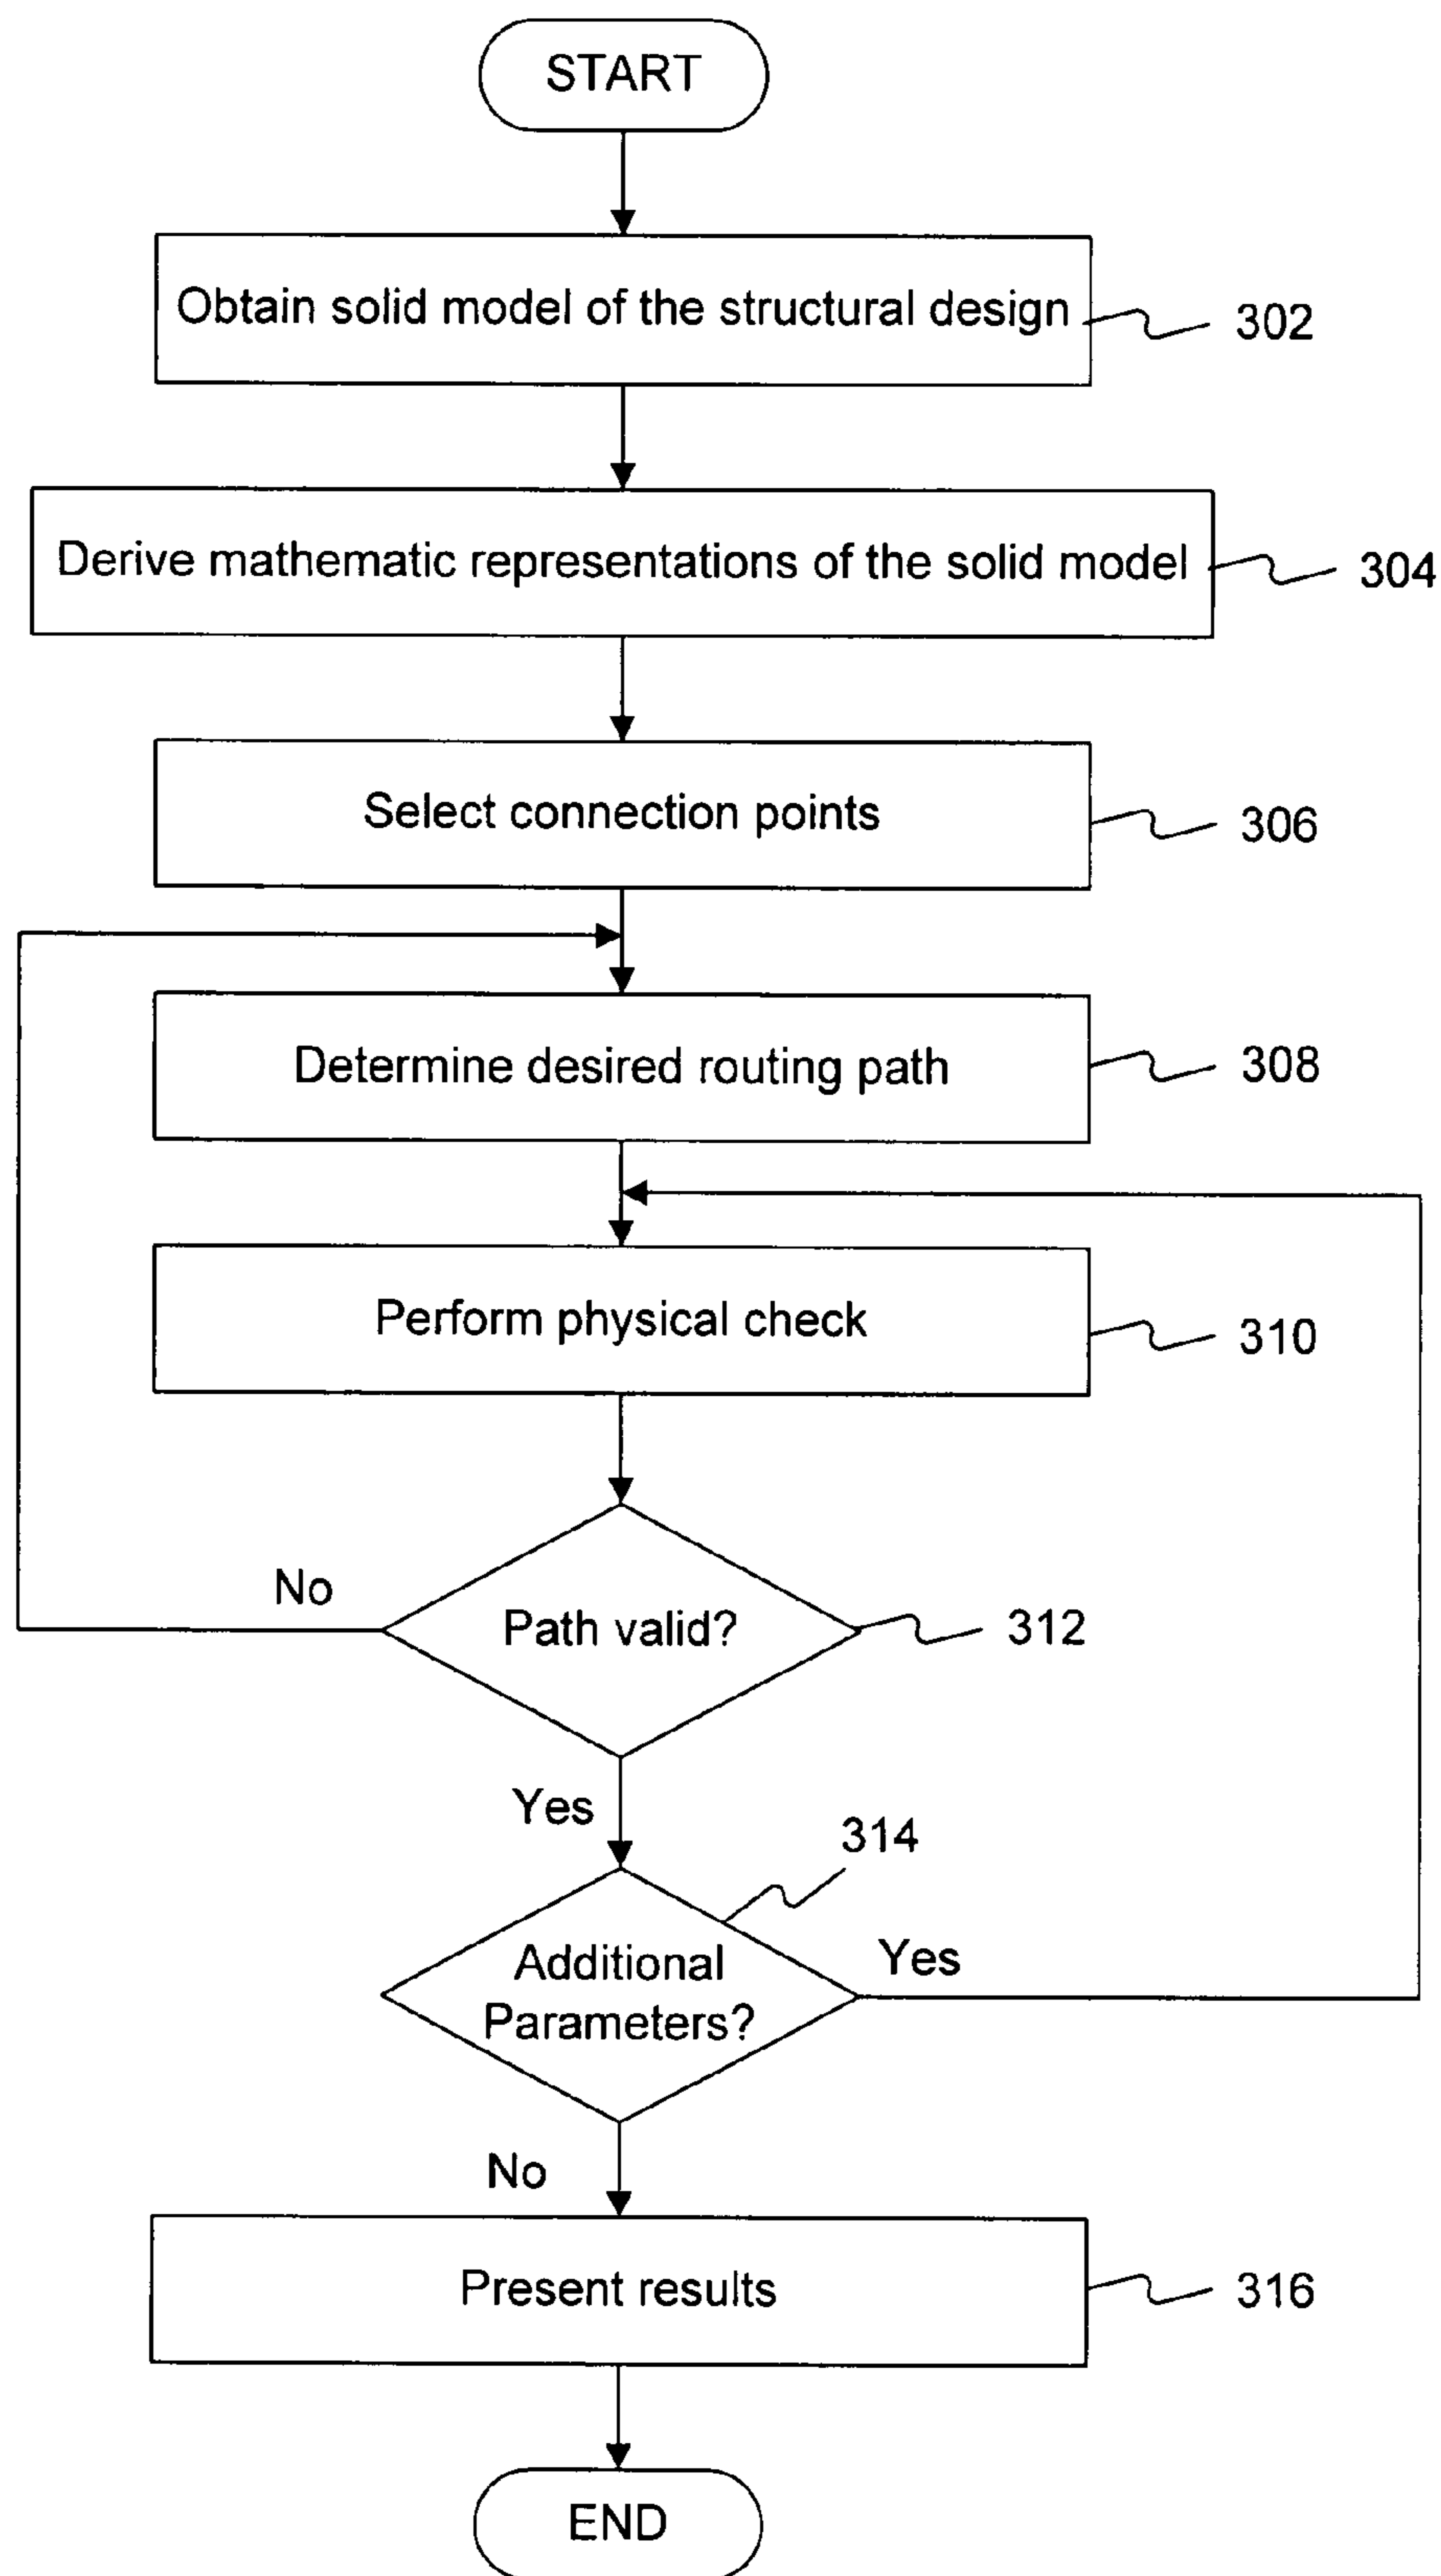 START
Obtain solid model of the structural design
302
Derive mathematic representations of the solid model
304
Select connection points
306
Determine desired routing path
308
Perform physical check
310
No
Path valid?
312
Yes
314
Additional
Parameters?
Yes
No
Present results
316
END